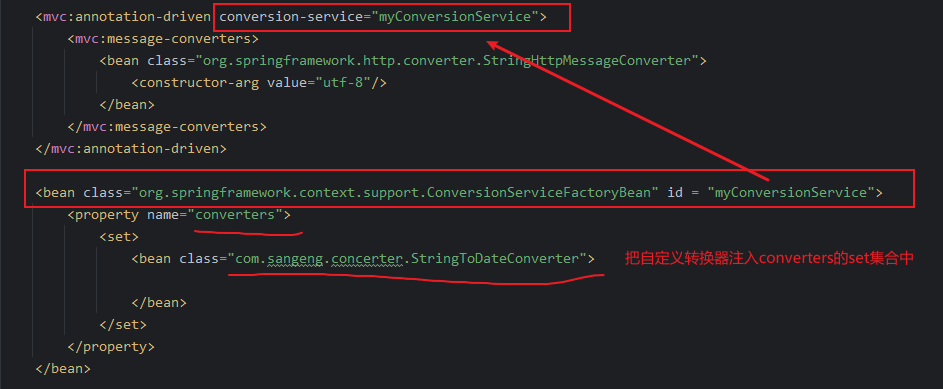 <mvc:annotation-driven conversion-service="myConversionService">
<mvc:message-converters>
<bean class="org.springframework.http.converter.StringHttpMessageConverter">
<constructor-arg value="utf-8"/>
</bean>
</mvc:message-converters>
</mvc:annotation-driven>
<bean class="org.springframework.context.support.ConversionServiceFactoryBean" id = "myConversionService">
<property name="converters">
<set>
<bean class="com.sangeng.concerter.StringToDateConverter"> 把自定义转换器注入converters的set集合中
</bean>
</set>
</property>
</bean>